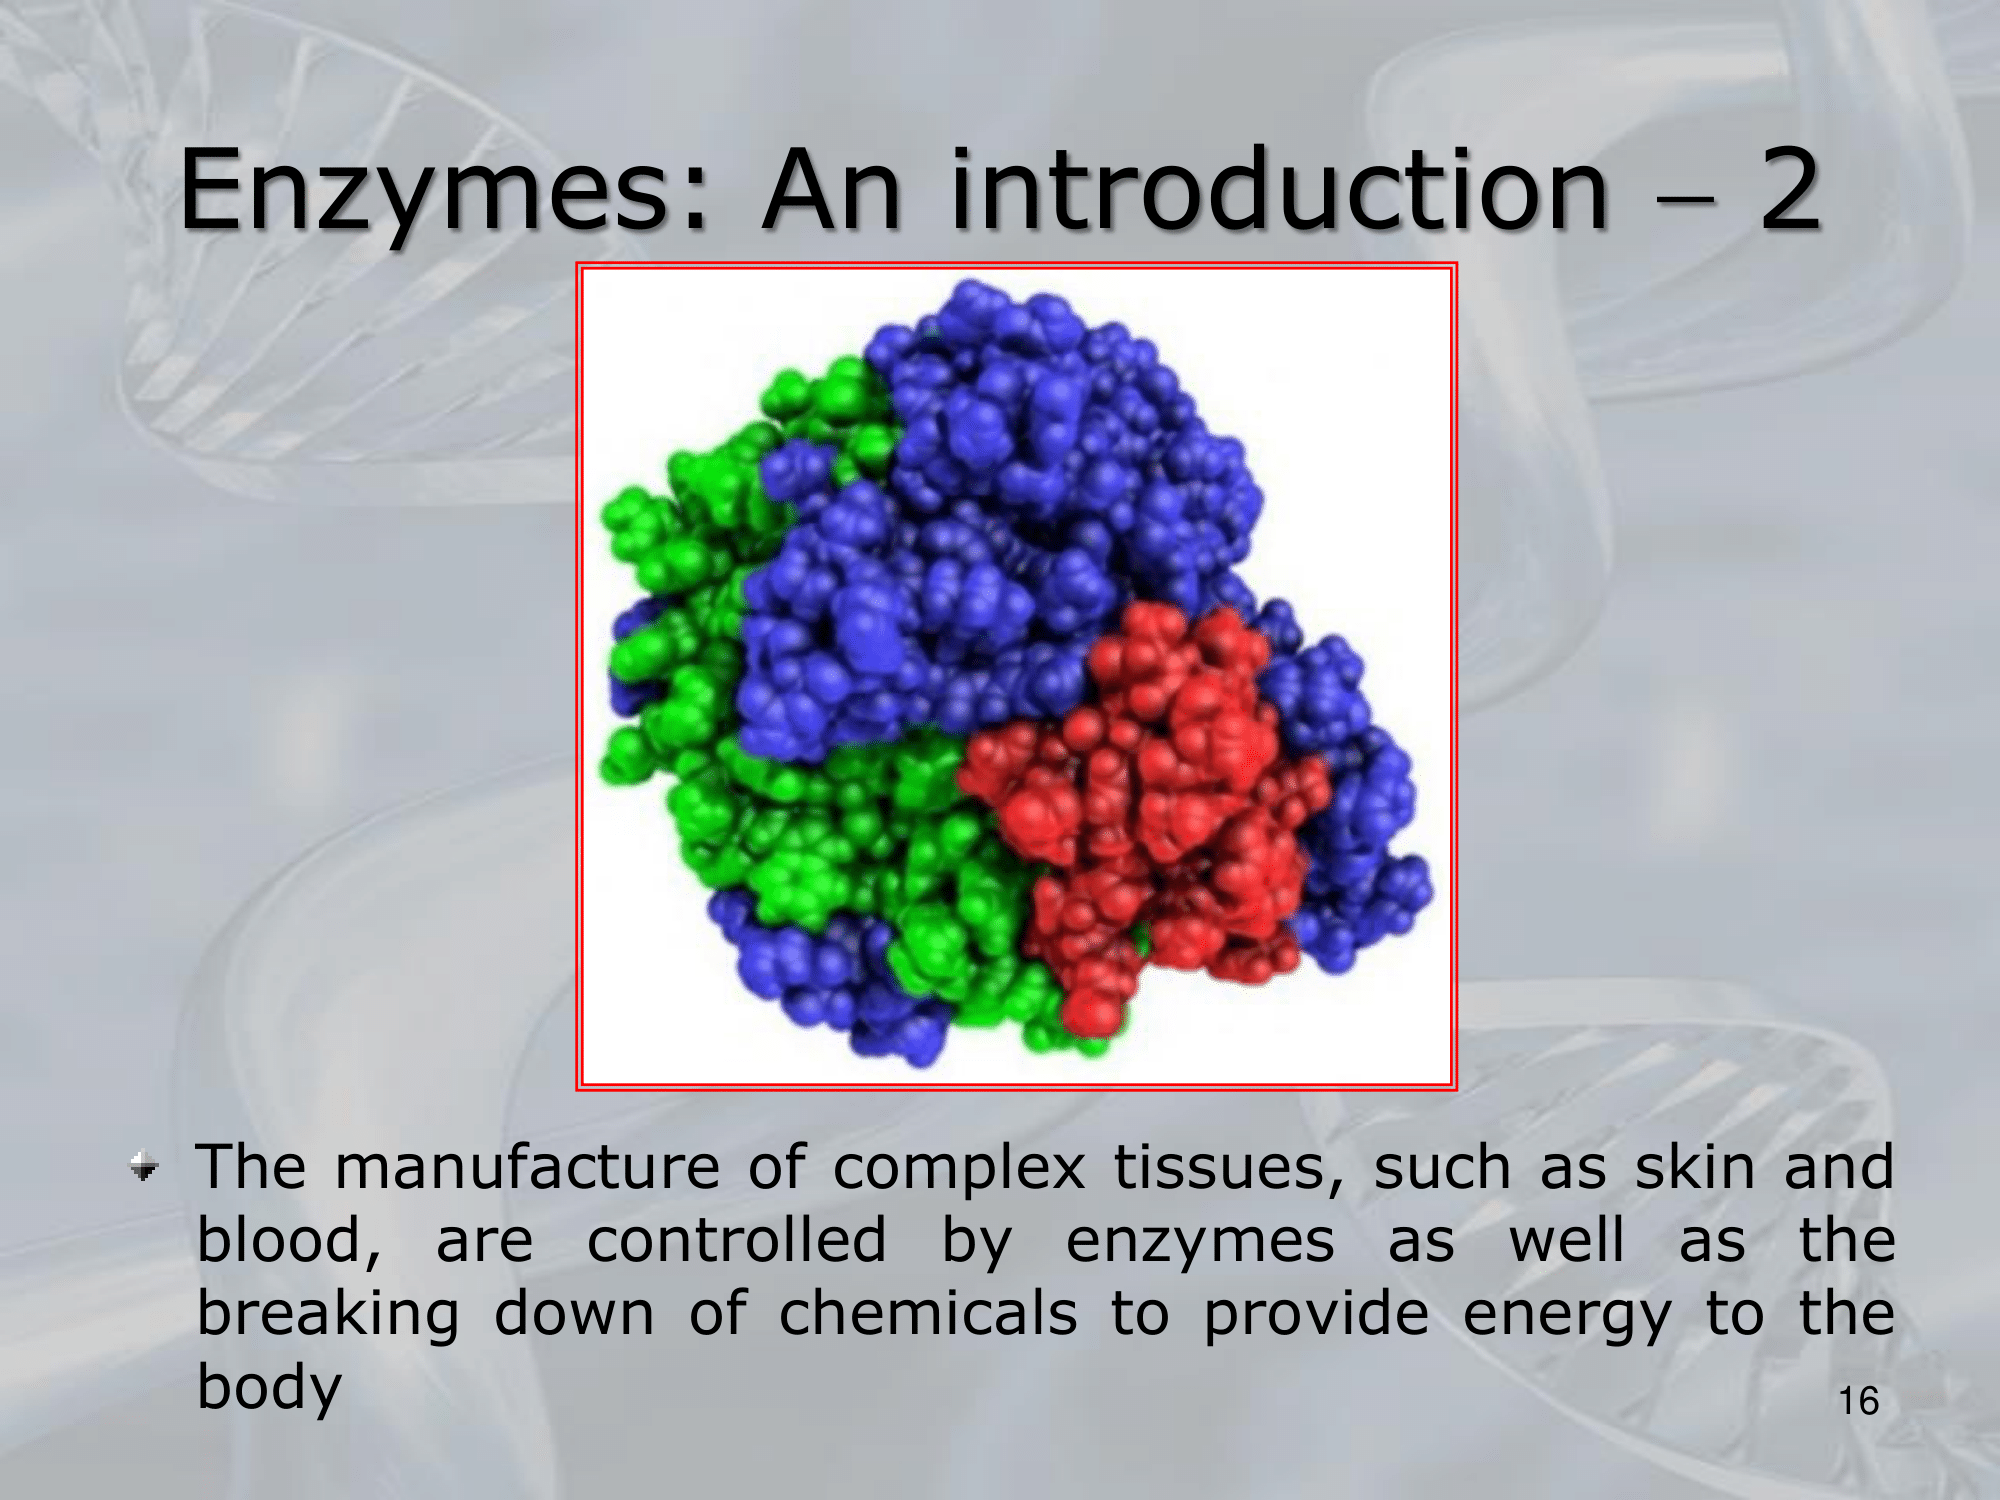 Enzymes: An introduction – 2
The manufacture of complex tissues, such as skin and
blood, are controlled by enzymes as well as the
breaking down of chemicals to provide energy to the
body
16